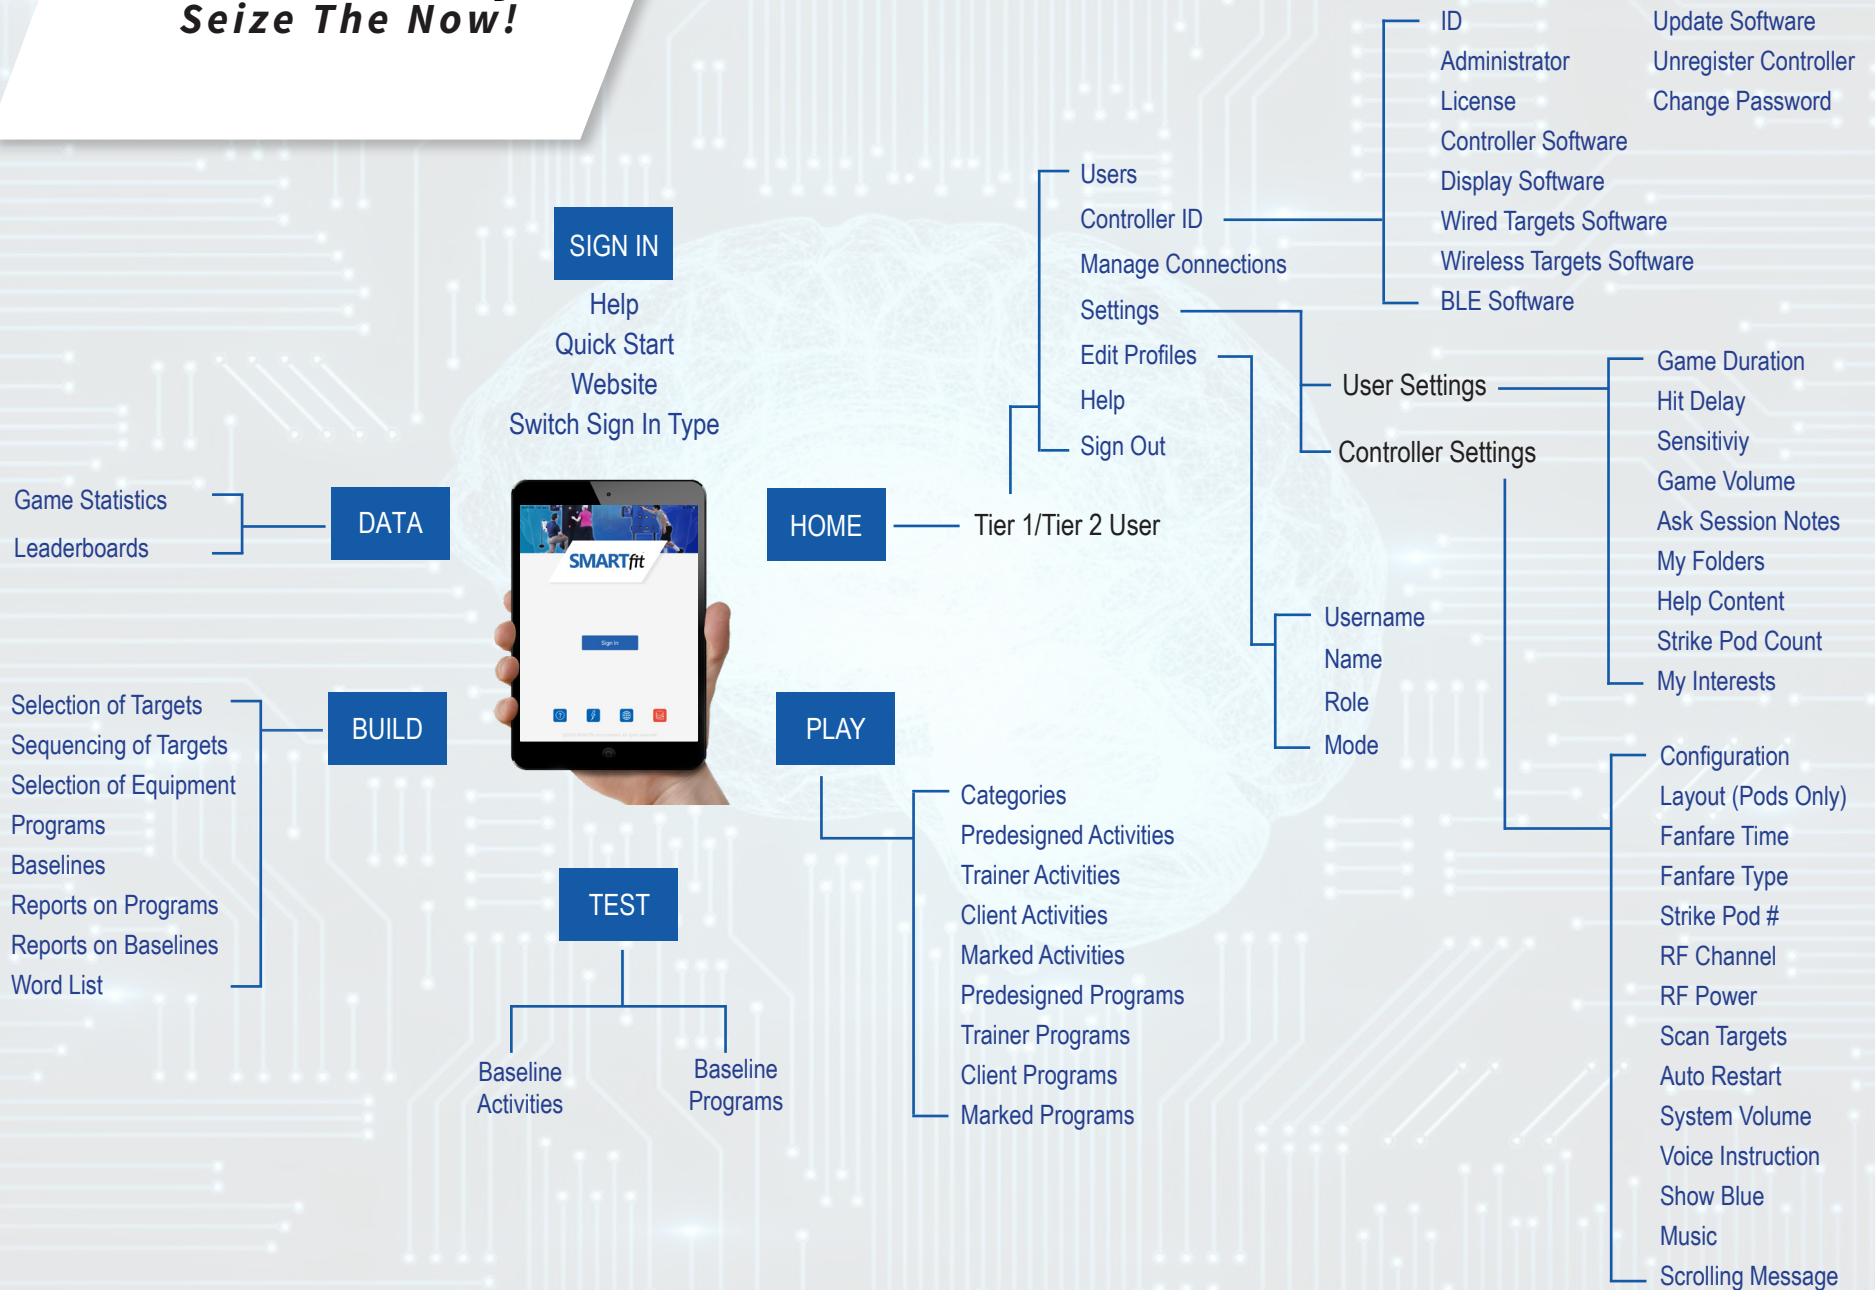 Seize The Now!
SIGN IN
Help
Quick Start
Website
Switch Sign In Type
DATA
Game Statistics
Leaderboards
BUILD
Selection of Targets
Sequencing of Targets
Selection of Equipment
Programs
Baselines
Reports on Programs
Reports on Baselines
Word List
SMARTfit
Sign In
TEST
Baseline
Activities
Baseline
Programs
HOME
Tier 1/Tier 2 User
Users
Controller ID
Manage Connections
Settings
Edit Profiles
Help
Sign Out
ID
Administrator
License
Controller Software
Display Software
Wired Targets Software
Wireless Targets Software
BLE Software
Update Software
Unregister Controller
Change Password
User Settings
Controller Settings
Game Duration
Hit Delay
Sensitiviy
Game Volume
Ask Session Notes
My Folders
Help Content
Strike Pod Count
My Interests
Username
Name
Role
Mode
Configuration
Layout (Pods Only)
Fanfare Time
Fanfare Type
Strike Pod #
RF Channel
RF Power
Scan Targets
Auto Restart
System Volume
Voice Instruction
Show Blue
Music
Scrolling Message
PLAY
Categories
Predesigned Activities
Trainer Activities
Client Activities
Marked Activities
Predesigned Programs
Trainer Programs
Client Programs
Marked Programs